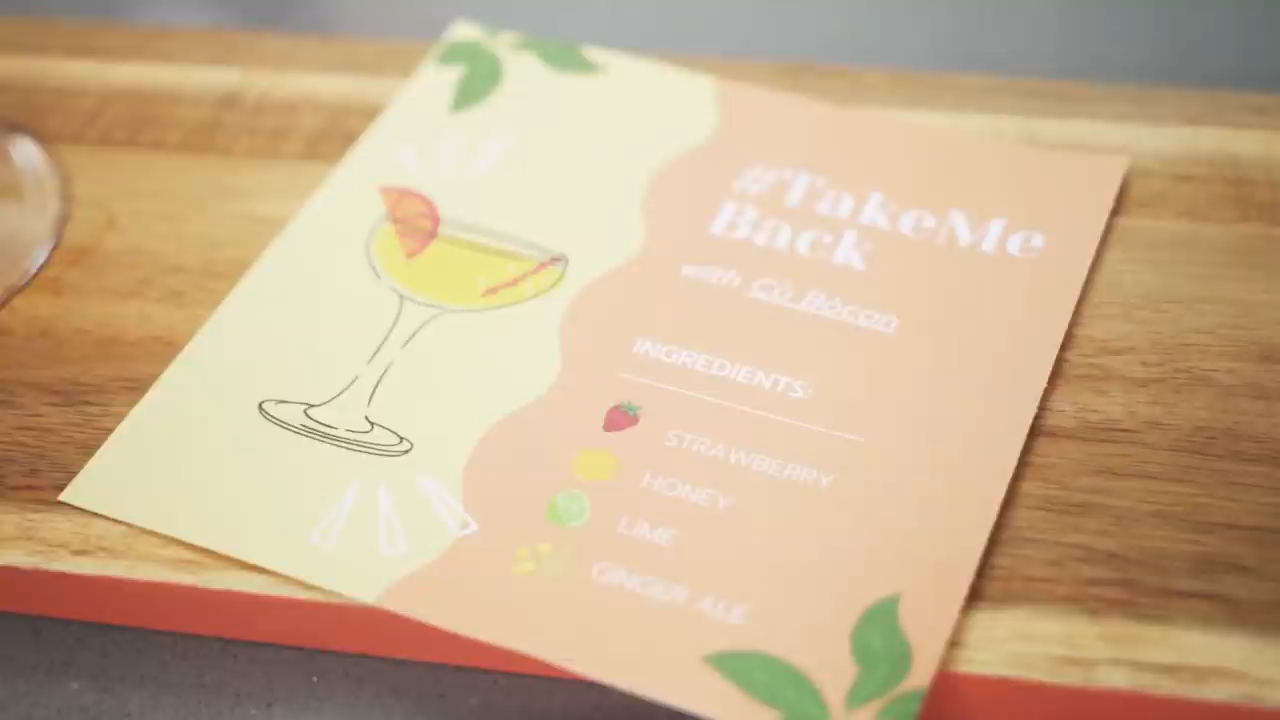 #TakeMe
Back
with Cù Bòcan
INGREDIENTS:
STRAWBERRY
HONEY
LIME
GINGER ALE